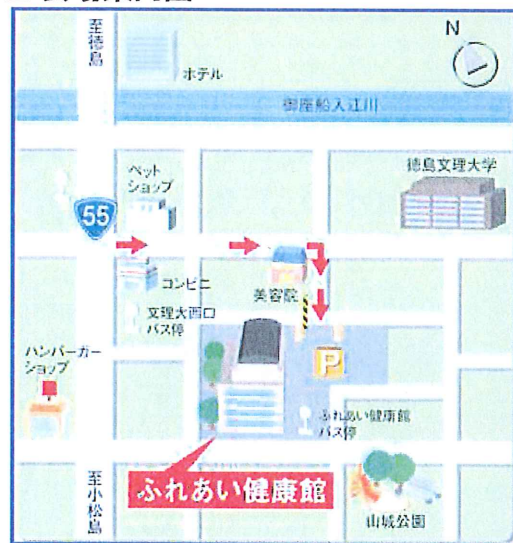 至徳島
N
ホテル
御座船入江川
ペット
ショップ
徳島文理大学
55
コンビニ
美容院
文理大西口
バス停
ハンバーガー
ショップ
P
ふれあい健康館
バス停
至小松島
ふれあい健康館
山城公園